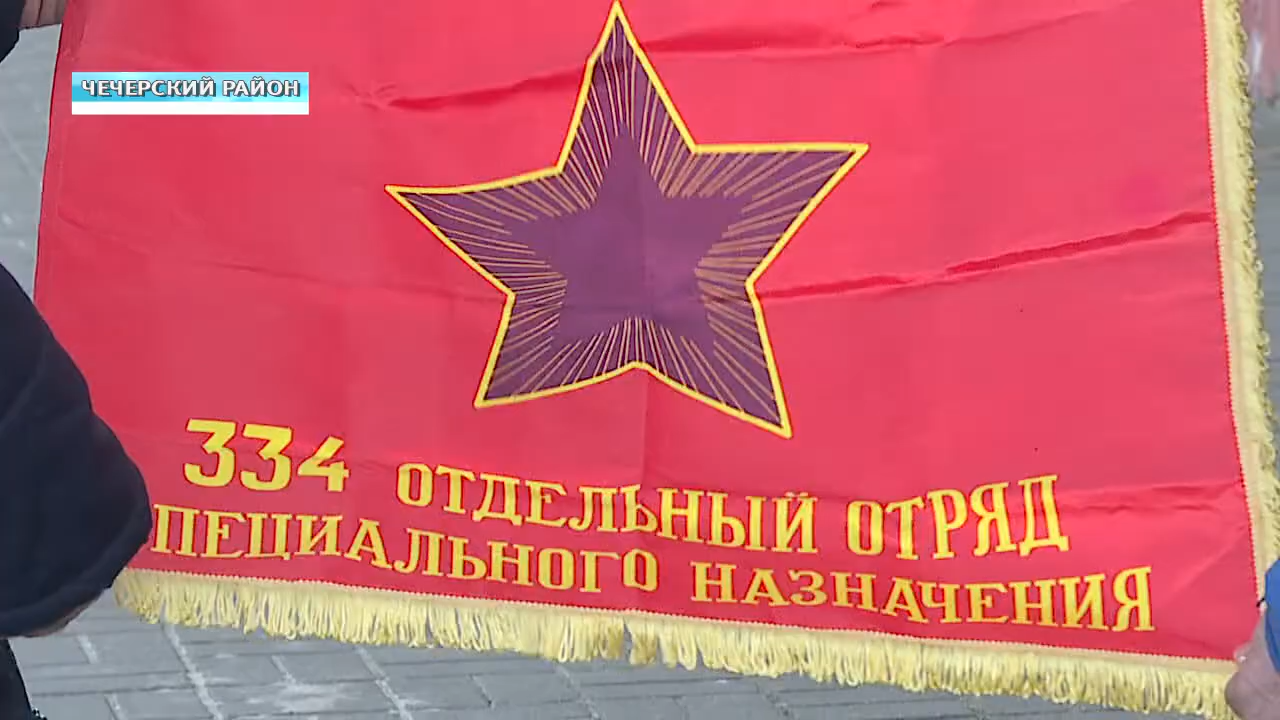 ЧЕЧЕРСКИЙ РАЙОН
334 ОТДЕЛЬНЫЙ ОТРЯД
ПЕЦИАЛЬНОГО НАЗНАЧЕНИЯ